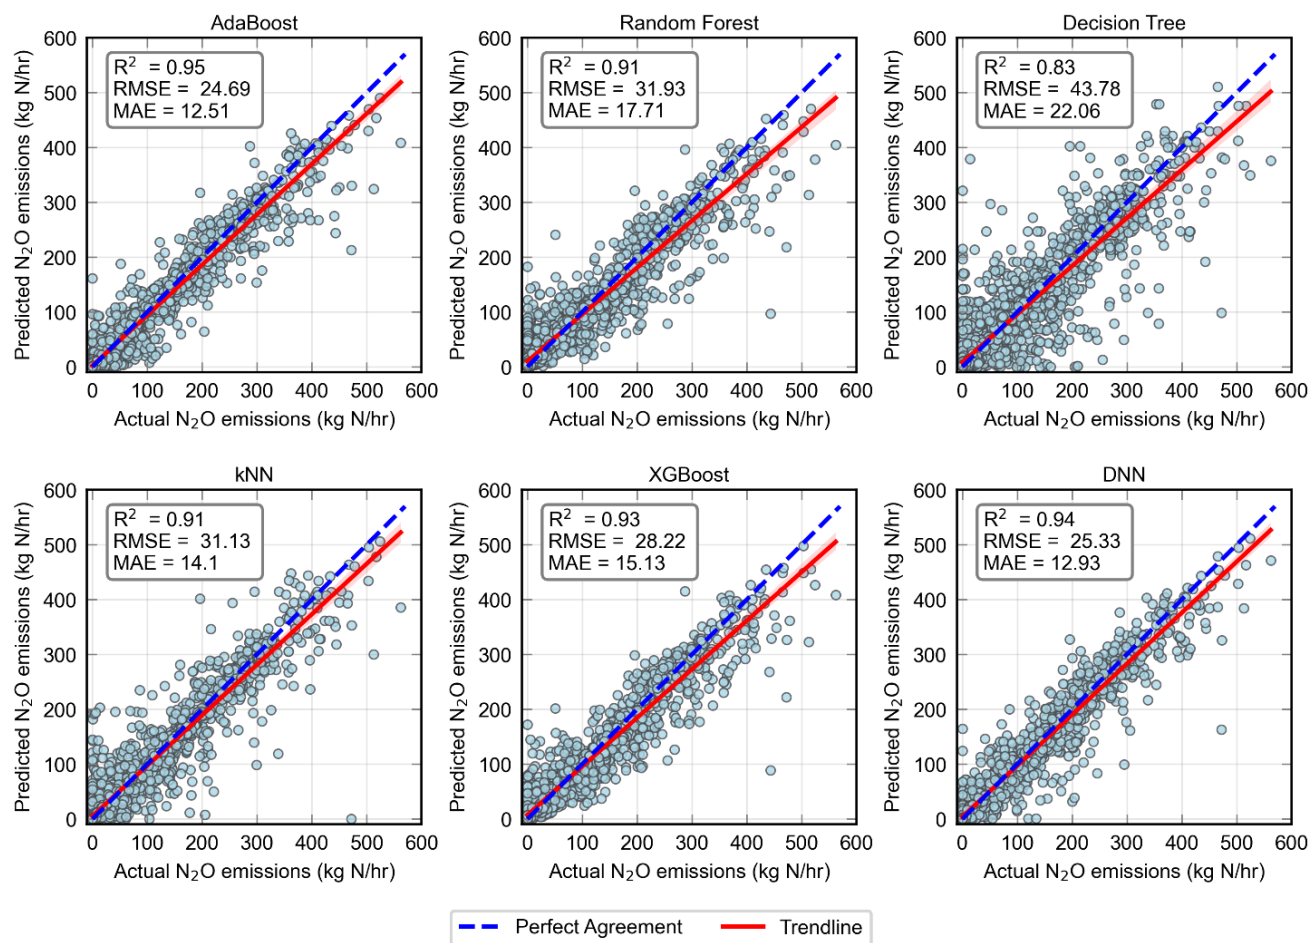 AdaBoost
R² = 0.95
RMSE = 24.69
MAE = 12.51
600
500
400
300
200
100
0
Predicted N₂O emissions (kg N/hr)
0 100 200 300 400 500 600
Actual N₂O emissions (kg N/hr)
Random Forest
R² = 0.91
RMSE = 31.93
MAE = 17.71
600
500
400
300
200
100
0
Predicted N₂O emissions (kg N/hr)
0 100 200 300 400 500 600
Actual N₂O emissions (kg N/hr)
Decision Tree
R² = 0.83
RMSE = 43.78
MAE = 22.06
600
500
400
300
200
100
0
Predicted N₂O emissions (kg N/hr)
0 100 200 300 400 500 600
Actual N₂O emissions (kg N/hr)
kNN
R² = 0.91
RMSE = 31.13
MAE = 14.1
600
500
400
300
200
100
0
Predicted N₂O emissions (kg N/hr)
0 100 200 300 400 500 600
Actual N₂O emissions (kg N/hr)
XGBoost
R² = 0.93
RMSE = 28.22
MAE = 15.13
600
500
400
300
200
100
0
Predicted N₂O emissions (kg N/hr)
0 100 200 300 400 500 600
Actual N₂O emissions (kg N/hr)
DNN
R² = 0.94
RMSE = 25.33
MAE = 12.93
600
500
400
300
200
100
0
Predicted N₂O emissions (kg N/hr)
0 100 200 300 400 500 600
Actual N₂O emissions (kg N/hr)
Perfect Agreement Trendline